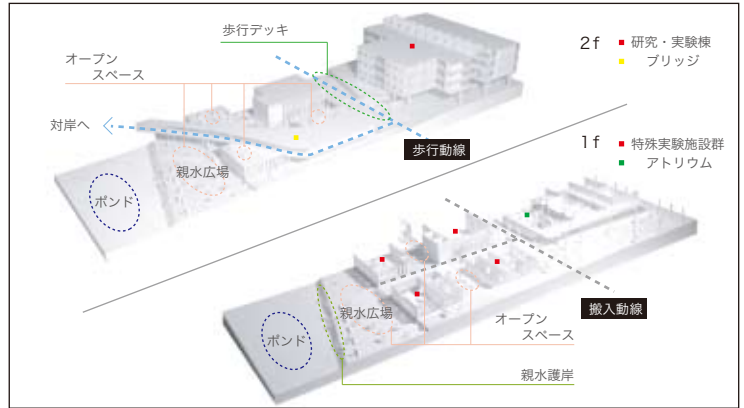 歩行デッキ
オープン
スペース
2f
研究・実験棟
ブリッジ
対岸へ
歩行動線
親水広場
ポンド
1f
特殊実験施設群
アトリウム
親水広場
ポンド
搬入動線
オープン
スペース
親水護岸